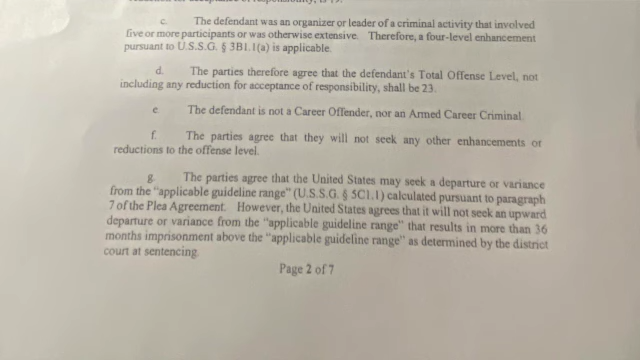 c. The defendant was an organizer or leader of a criminal activity that involved
five or more participants or was otherwise extensive. Therefore, a four-level enhancement
pursuant to U.S.S.G. § 3B1.1(a) is applicable.
d. The parties therefore agree that the defendant's Total Offense Level, not
including any reduction for acceptance of responsibility, shall be 23.
e The defendant is not a Career Offender, nor an Armed Career Criminal.
f. The parties agree that they will not seek any other enhancements or
reductions to the offense level.
g. The parties agree that the United States may seek a departure or variance
from the "applicable guideline range" (U.S.S.G. § 5C1.1) calculated pursuant to paragraph
7 of the Plea Agreement. However, the United States agrees that it will not seek an upward
departure or variance from the "applicable guideline range" that results in more than 36
months imprisonment above the "applicable guideline range" as determined by the district
court at sentencing.
Page 2 of 7